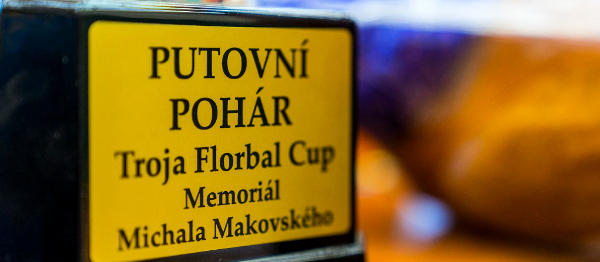 PUTOVNÍ
POHÁR
Troja Florbal Cup
Memoriál
Michala Makovského